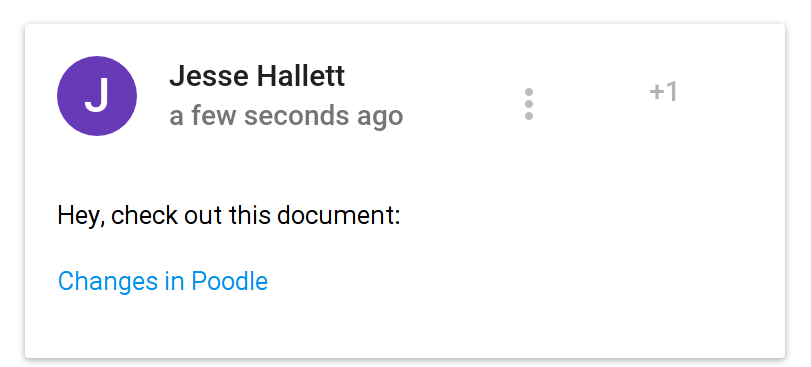 J
Jesse Hallett
a few seconds ago
+1
Hey, check out this document:
Changes in Poodle